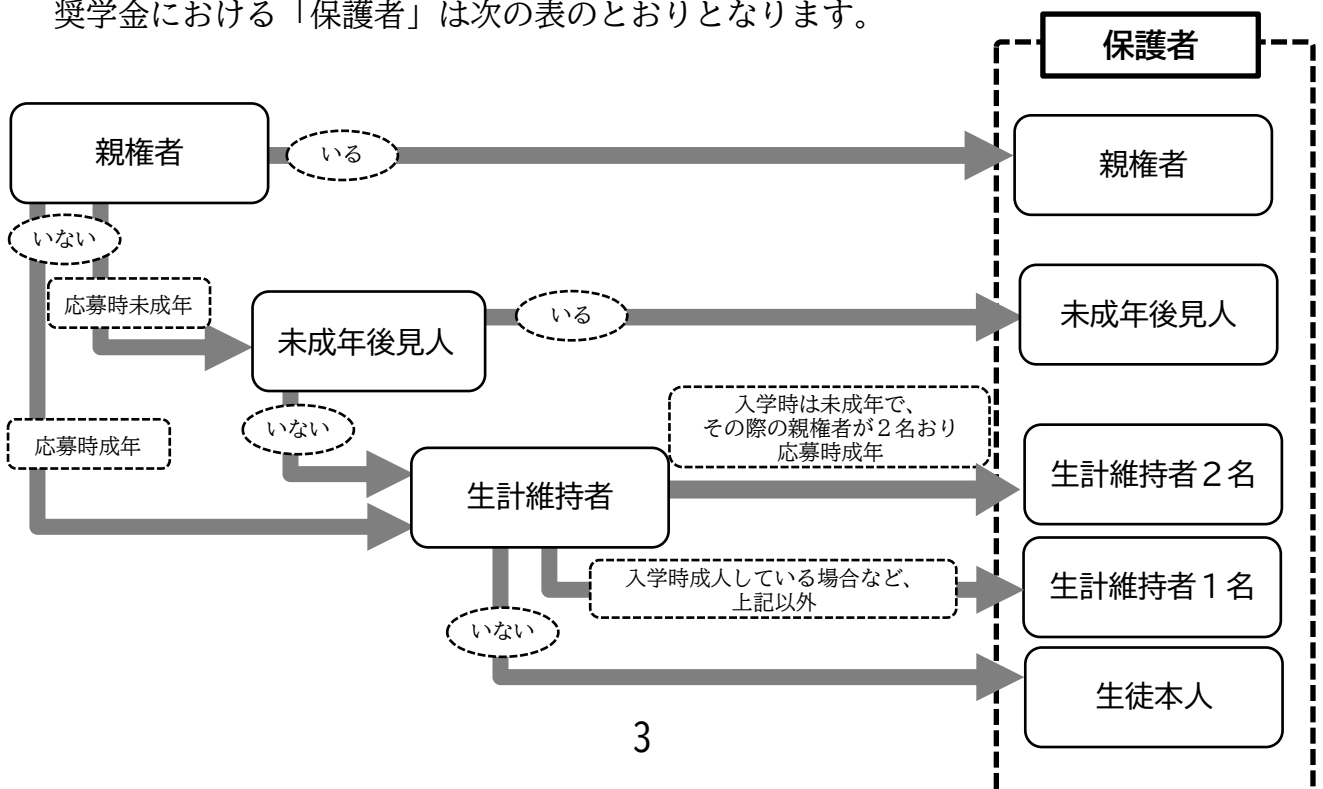 奨学金における「保護者」は次の表のとおりとなります。
保護者
親権者
いる
親権者
いない
応募時未成年
未成年後見人
いる
未成年後見人
いない
応募時成年
入学時は未成年で、
その際の親権者が２名おり
応募時成年
生計維持者
生計維持者２名
入学時成人している場合など、
上記以外
生計維持者１名
いない
生徒本人
3